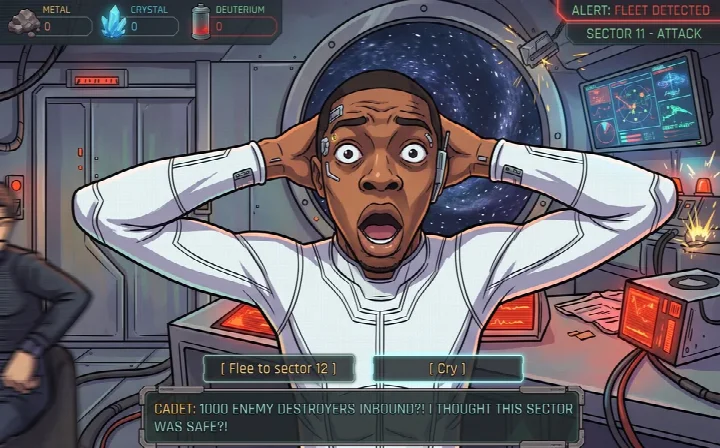 METAL
0
CRYSTAL
0
DEUTERIUM
0
ALERT: FLEET DETECTED
SECTOR 11 - ATTACK
[ Flee to sector 12 ]
[ Cry ]
CADET: 1000 ENEMY DESTROYERS INBOUND?! I THOUGHT THIS SECTOR
WAS SAFE?!